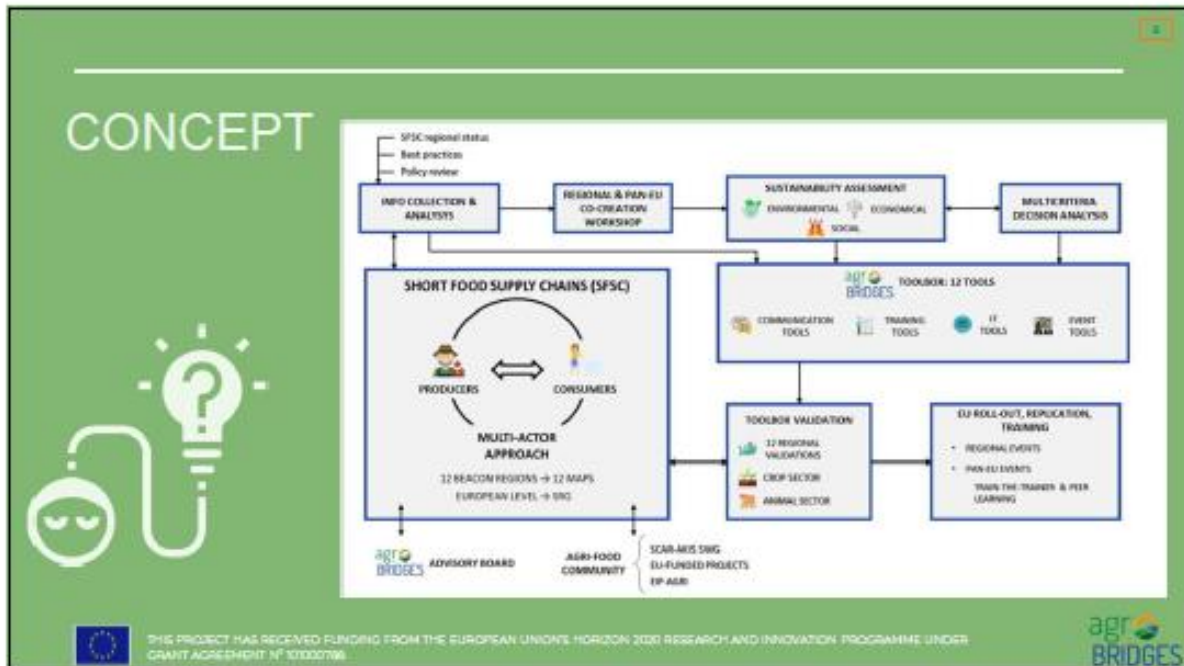 CONCEPT
SFSC regional status
Best practices
Policy review
INFO COLLECTION &
ANALYSYS
REGIONAL & PAN-EU
CO-CREATION
WORKSHOP
SUSTAINABILITY ASSESSMENT
ENVIRONMENTAL
ECONOMICAL
SOCIAL
MULTICRITERIA
DECISION ANALYSIS
SHORT FOOD SUPPLY CHAINS (SFSC)
PRODUCERS
CONSUMERS
MULTI-ACTOR
APPROACH
12 BEACON REGIONS → 12 MAPS
EUROPEAN LEVEL →
agro BRIDGES
TOOLBOX: 12 TOOLS
COMMUNICATION
TOOLS
TRAINING
TOOLS
IT
TOOLS
EVENT
TOOLS
TOOLBOX VALIDATION
12 REGIONAL
VALIDATIONS
CROP SECTOR
ANIMAL SECTOR
EU ROLL-OUT, REPLICATION,
TRAINING
• REGIONAL EVENTS
• PAN-EU EVENTS
TRAIN-THE-TRAINER & PEER
LEARNING
agro BRIDGES
ADVISORY BOARD
AGRI-FOOD
COMMUNITY
SCAR-AKIS SWG
EU-FUNDED PROJECTS
EIP-AGRI
THIS PROJECT HAS RECEIVED FUNDING FROM THE EUROPEAN UNION'S HORIZON 2020 RESEARCH AND INNOVATION PROGRAMME UNDER
GRANT AGREEMENT Nº 101000788
agro
BRIDGES